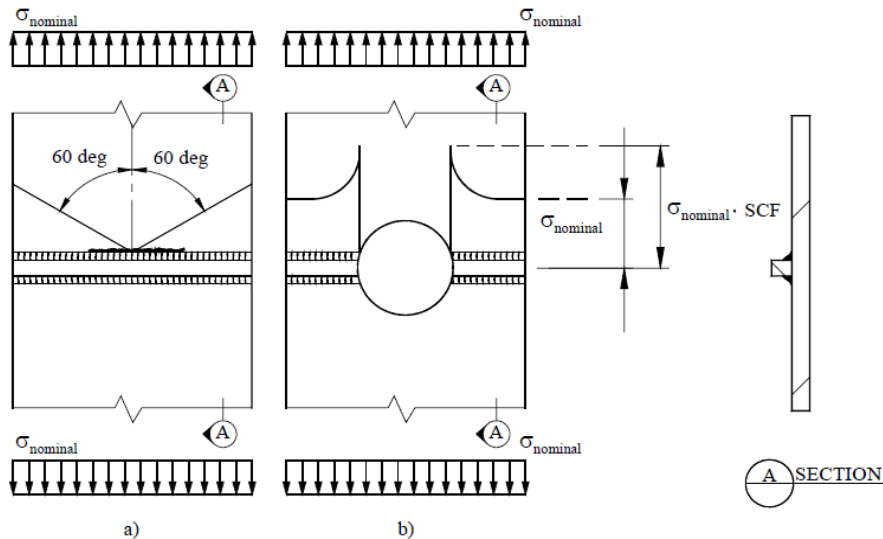 σnominal
σnominal
A
A
60 deg
60 deg
σnominal
σnominal · SCF
A
A
σnominal
σnominal
A SECTION
a)
b)